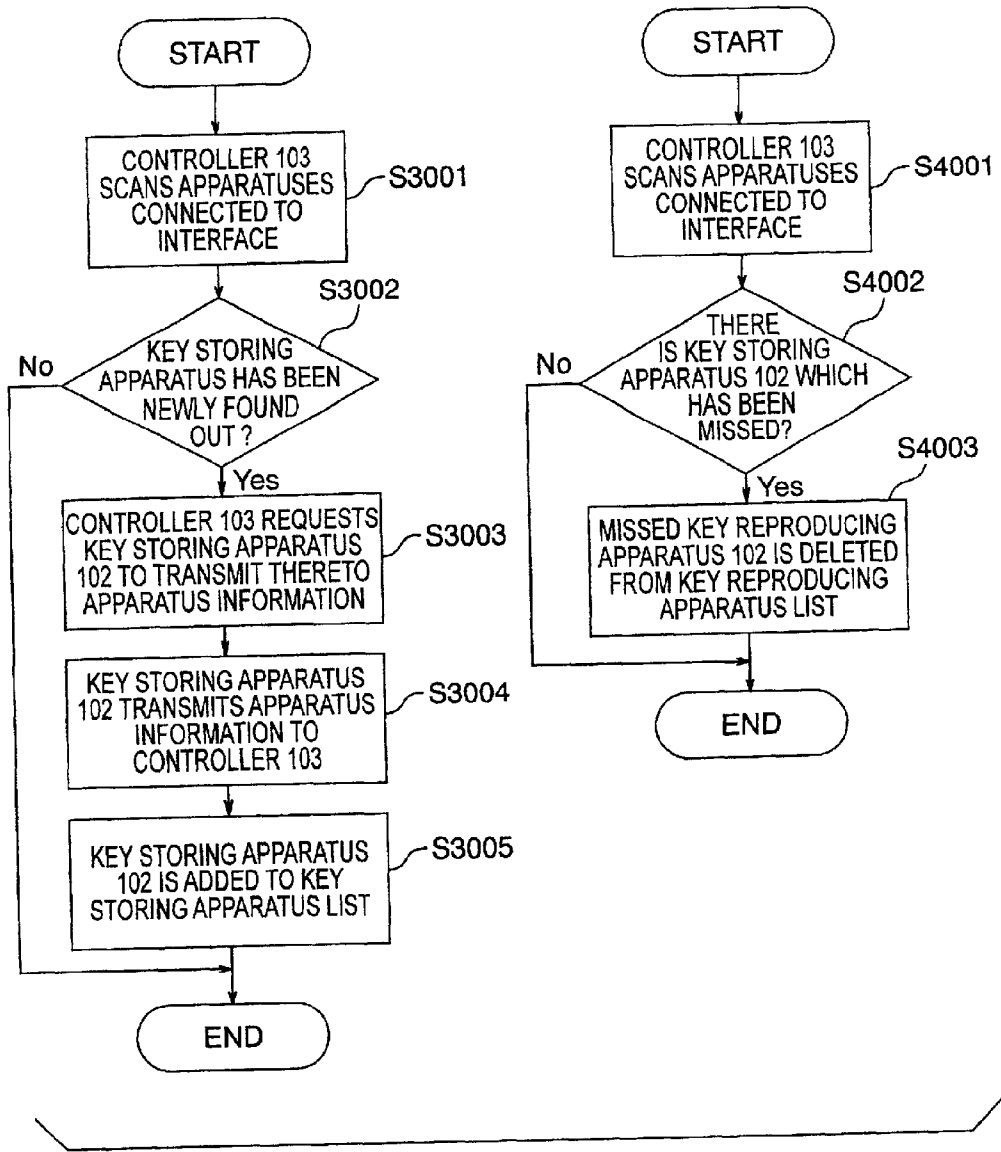 START
CONTROLLER 103
SCANS APPARATUSES
CONNECTED TO
INTERFACE
S3001
S3002
KEY STORING
APPARATUS HAS BEEN
NEWLY FOUND
OUT ?
No
Yes
CONTROLLER 103 REQUESTS
KEY STORING APPARATUS
102 TO TRANSMIT THERETO
APPARATUS INFORMATION
S3003
KEY STORING APPARATUS
102 TRANSMITS APPARATUS
INFORMATION TO
CONTROLLER 103
S3004
KEY STORING APPARATUS
102 IS ADDED TO KEY
STORING APPARATUS LIST
S3005
END
START
CONTROLLER 103
SCANS APPARATUSES
CONNECTED TO
INTERFACE
S4001
S4002
THERE
IS KEY STORING
APPARATUS 102 WHICH
HAS BEEN
MISSED?
No
Yes
S4003
MISSED KEY REPRODUCING
APPARATUS 102 IS DELETED
FROM KEY REPRODUCING
APPARATUS LIST
END